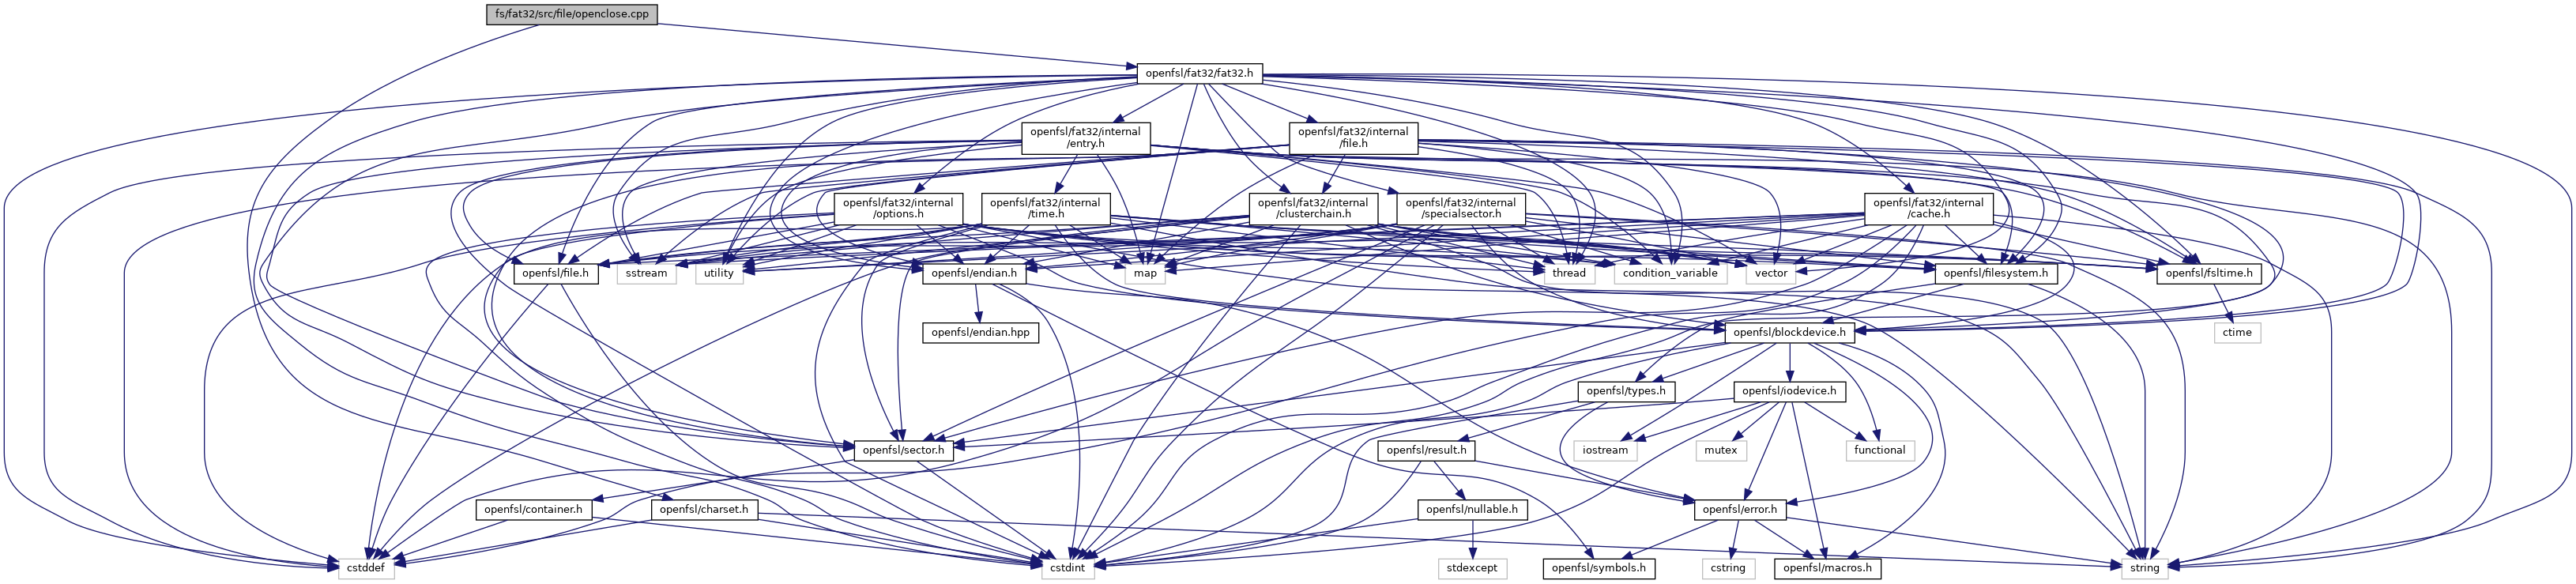 fs/fat32/src/file/openclose.cpp
openfsl/fat32/fat32.h
openfsl/fat32/internal
/entry.h
openfsl/fat32/internal
/file.h
openfsl/fat32/internal
/options.h
openfsl/fat32/internal
/time.h
openfsl/fat32/internal
/clusterchain.h
openfsl/fat32/internal
/specialsector.h
openfsl/fat32/internal
/cache.h
openfsl/file.h
sstream
utility
openfsl/endian.h
map
thread
condition_variable
vector
openfsl/filesystem.h
openfsl/fsltime.h
openfsl/endian.hpp
openfsl/blockdevice.h
ctime
openfsl/types.h
openfsl/iodevice.h
openfsl/sector.h
openfsl/result.h
iostream
mutex
functional
openfsl/container.h
openfsl/charset.h
openfsl/nullable.h
openfsl/error.h
cstddef
cstdint
stdexcept
openfsl/symbols.h
cstring
openfsl/macros.h
string